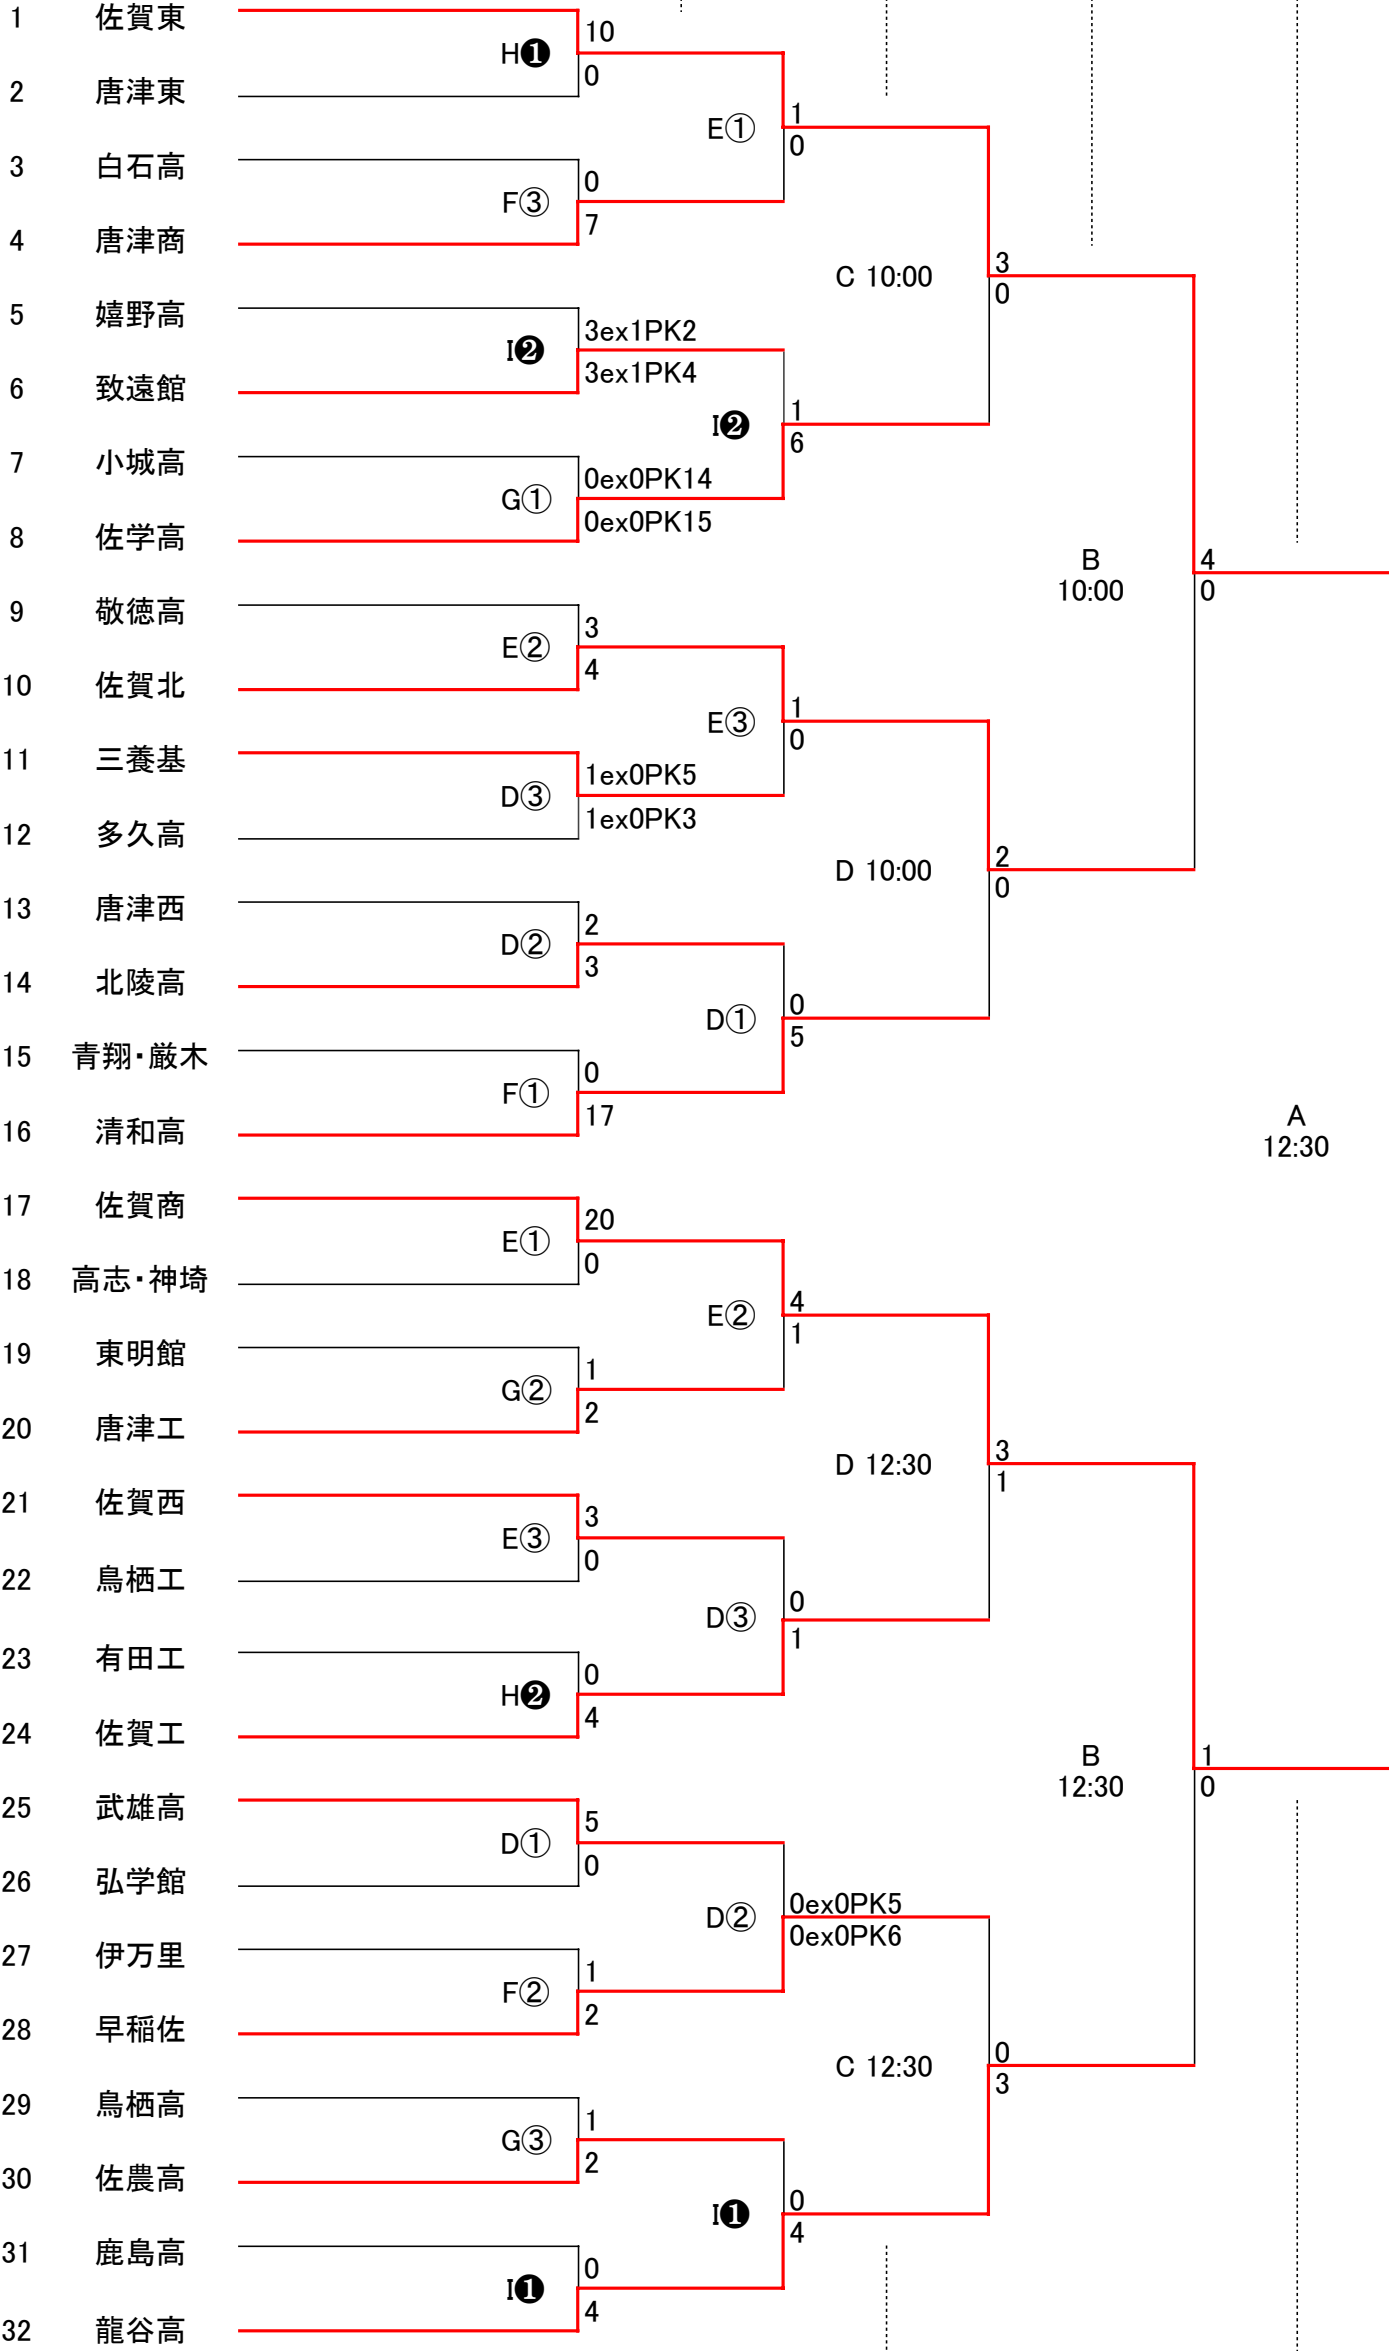 1 佐賀東
10
H❶
0
2 唐津東
1
E①
0
3 白石高
0
F③
7
4 唐津商
3
C 10:00
0
5 嬉野高
3ex1PK2
I❷
3ex1PK4
6 致遠館
1
I❷
6
7 小城高
0ex0PK14
G①
0ex0PK15
8 佐学高
4
B
10:00
0
9 敬徳高
3
E②
4
10 佐賀北
1
E③
0
11 三養基
1ex0PK5
D③
1ex0PK3
12 多久高
2
D 10:00
0
13 唐津西
2
D②
3
14 北陵高
0
D①
5
15 青翔・厳木
0
F①
17
16 清和高
A
12:30
17 佐賀商
20
E①
0
18 高志・神埼
4
E②
1
19 東明館
1
G②
2
20 唐津工
3
D 12:30
1
21 佐賀西
3
E③
0
22 鳥栖工
0
D③
1
23 有田工
0
H❷
4
24 佐賀工
1
B
12:30
0
25 武雄高
5
D①
0
26 弘学館
0ex0PK5
D②
0ex0PK6
27 伊万里
1
F②
2
28 早稲佐
0
C 12:30
3
29 鳥栖高
1
G③
2
30 佐農高
0
I❶
4
31 鹿島高
0
I❶
4
32 龍谷高